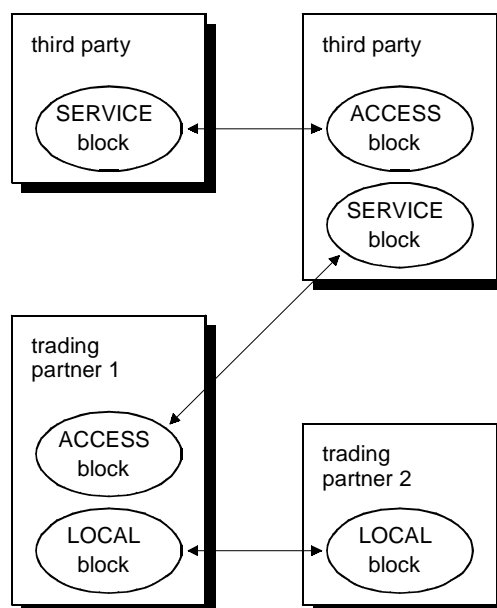 third party
SERVICE
block
third party
ACCESS
block
SERVICE
block
trading
partner 1
ACCESS
block
LOCAL
block
trading
partner 2
LOCAL
block